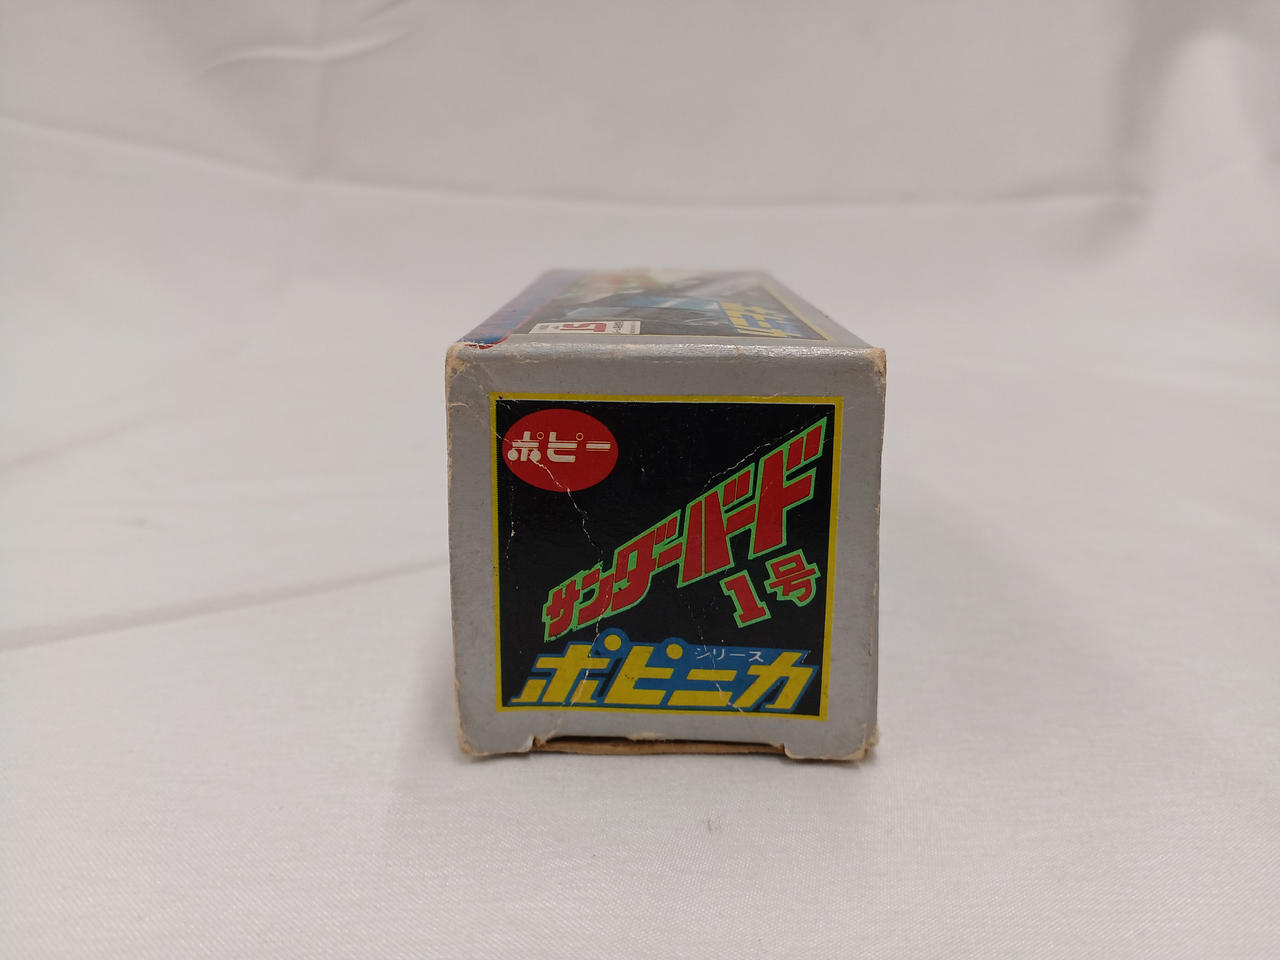 ポピー
サンダーバード
1号
シリーズ
ポピニカ